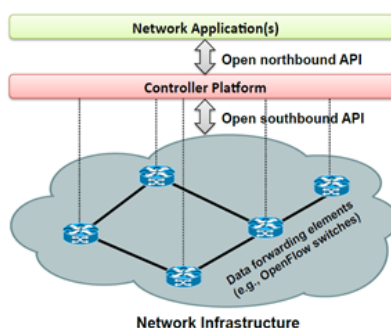 Network Application(s)
Open northbound API
Controller Platform
Open southbound API
Data forwarding elements
(e.g., OpenFlow switches)
Network Infrastructure